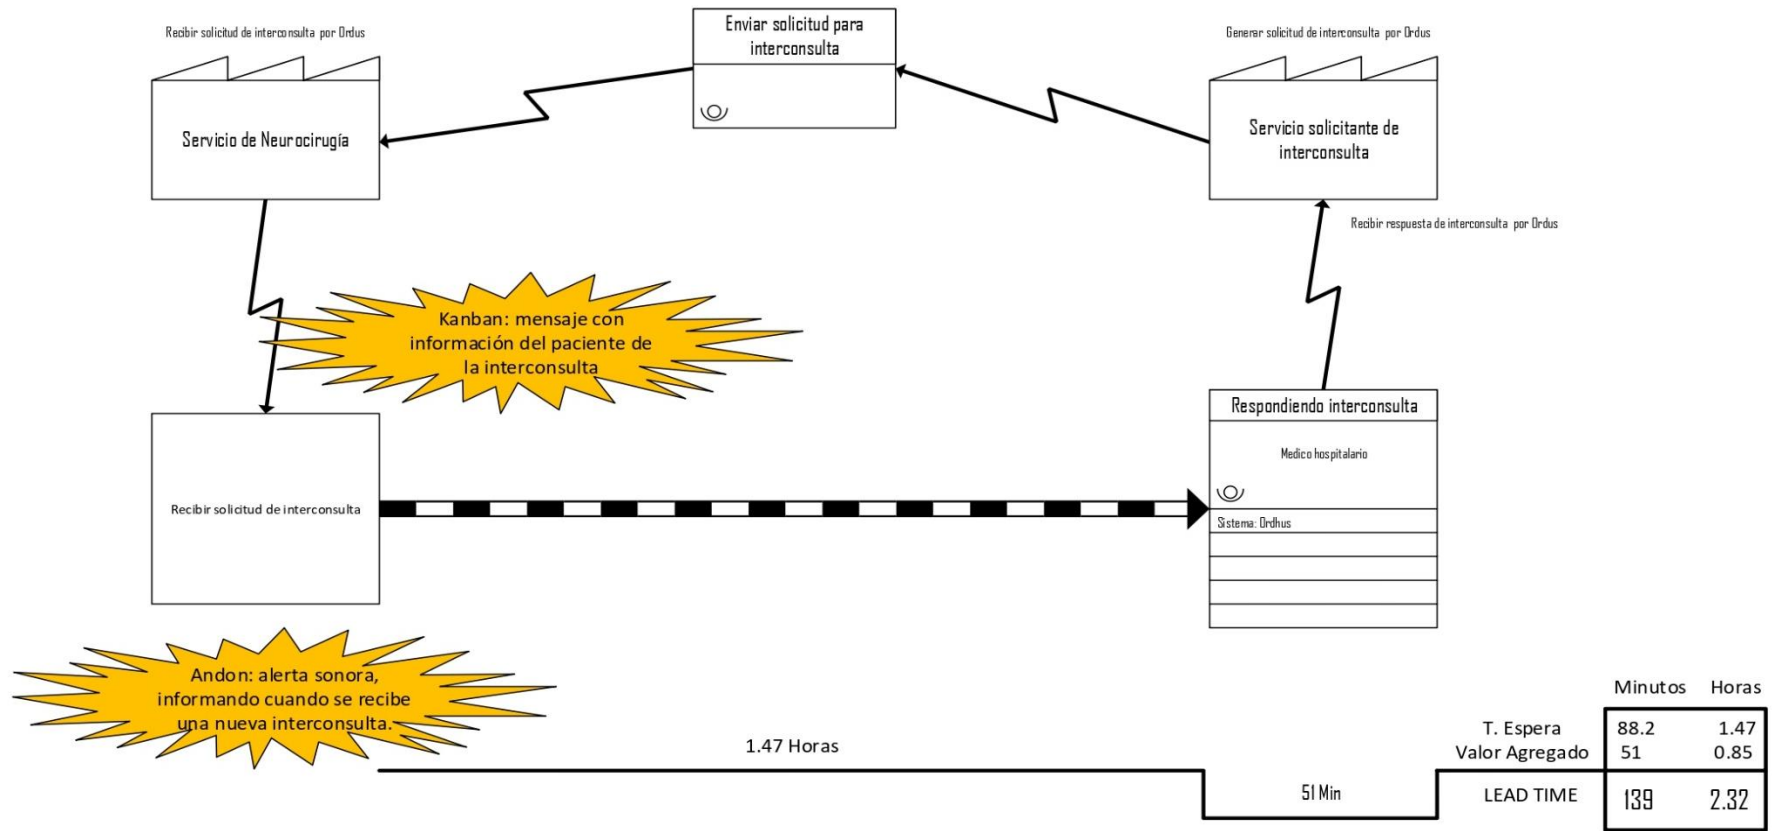 Recibir solicitud de interconsulta por Ordus
Enviar solicitud para
interconsulta
Generar solicitud de interconsulta por Ordus
Servicio de Neurocirugía
Servicio solicitante de
interconsulta
Recibir respuesta de interconsulta por Ordus
Kanban: mensaje con
información del paciente de
la interconsulta
Respondiendo interconsulta
Medico hospitalario
Recibir solicitud de interconsulta
Sistema: Ordhus
Andon: alerta sonora,
informando cuando se recibe
una nueva interconsulta.
1.47 Horas
51 Min
Minutos Horas
T. Espera 88.2 1.47
Valor Agregado 51 0.85
LEAD TIME 139 2.32